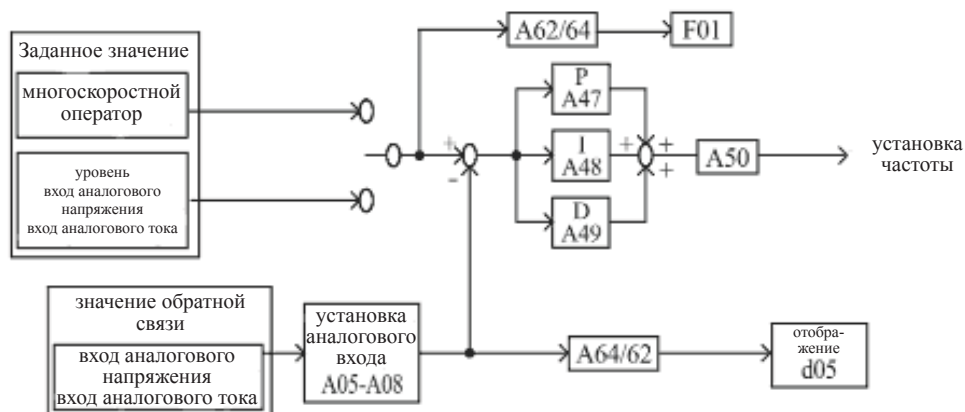 Заданное значение
многоскоростной
оператор
уровень
вход аналогового
напряжения
вход аналогового тока
A62/64
F01
P
A47
I
A48
D
A49
+
-
+
+
+
A50
установка
частоты
значение обратной
связи
вход аналогового
напряжения
вход аналогового тока
установка
аналогового
входа
A05-A08
A64/62
отобра-
жение
d05